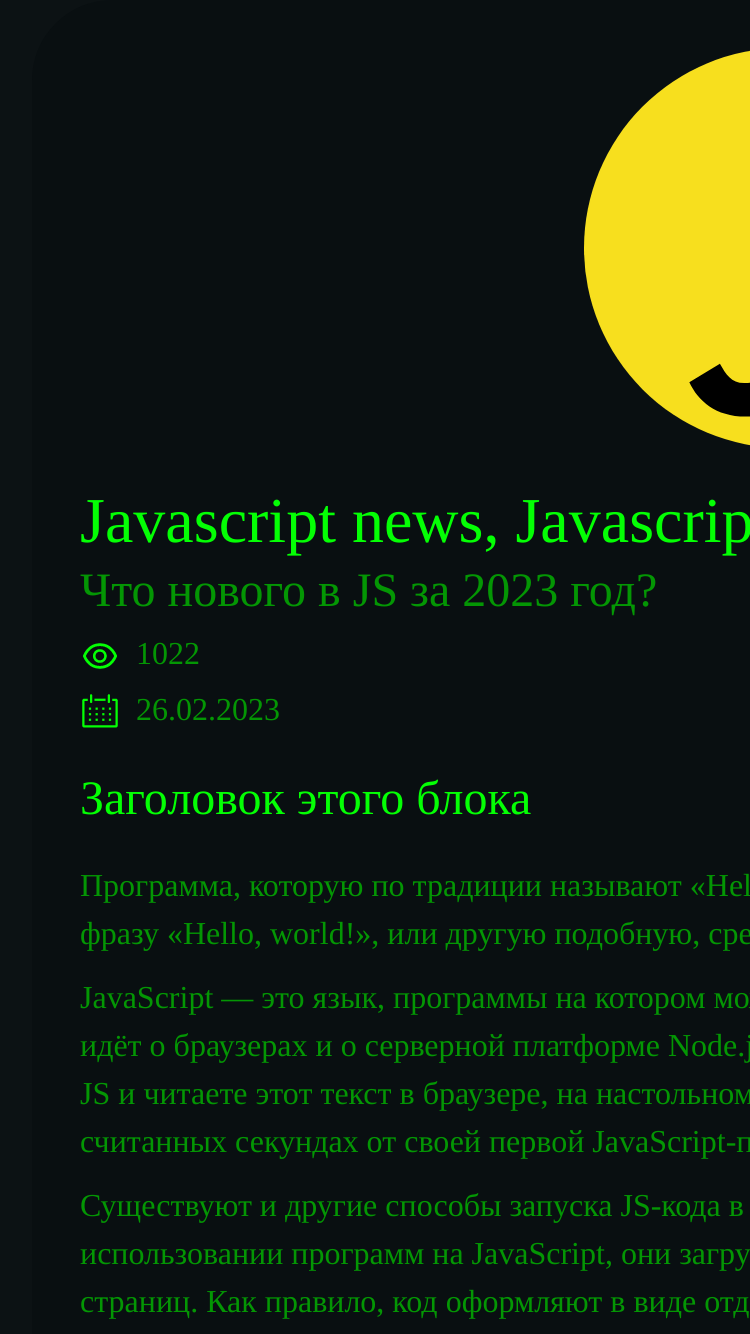 Javascript news, Javascrip
Что нового в JS за 2023 год?
1022
26.02.2023
Заголовок этого блока
Программа, которую по традиции называют «Hel
фразу «Hello, world!», или другую подобную, сре
JavaScript — это язык, программы на котором мо
идёт о браузерах и о серверной платформе Node.j
JS и читаете этот текст в браузере, на настольном
считанных секундах от своей первой JavaScript-п
Существуют и другие способы запуска JS-кода в
использовании программ на JavaScript, они загру
страниц. Как правило, код оформляют в виде отд